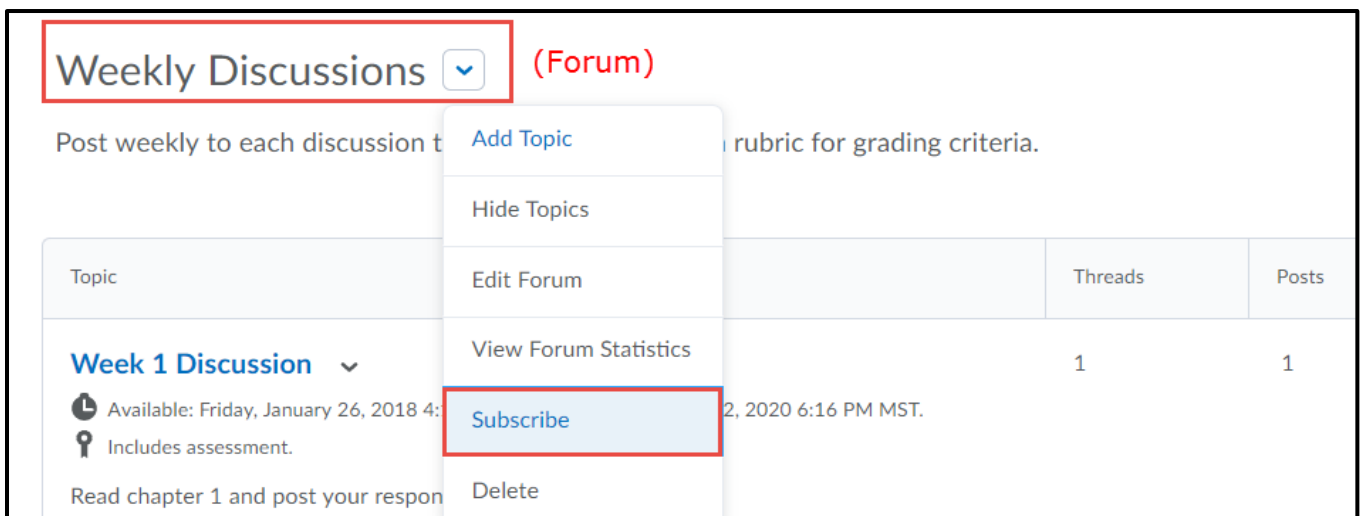 Weekly Discussions
(Forum)
Post weekly to each discussion t
rubric for grading criteria.
Add Topic
Hide Topics
Edit Forum
View Forum Statistics
Subscribe
Delete
Topic
Threads
Posts
Week 1 Discussion
1
1
Available: Friday, January 26, 2018 4:
2, 2020 6:16 PM MST.
Includes assessment.
Read chapter 1 and post your respon